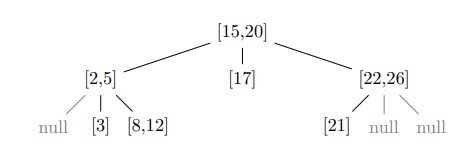 [15,20]
[2,5] [17] [22,26]
null [3] [8,12] [21] null null